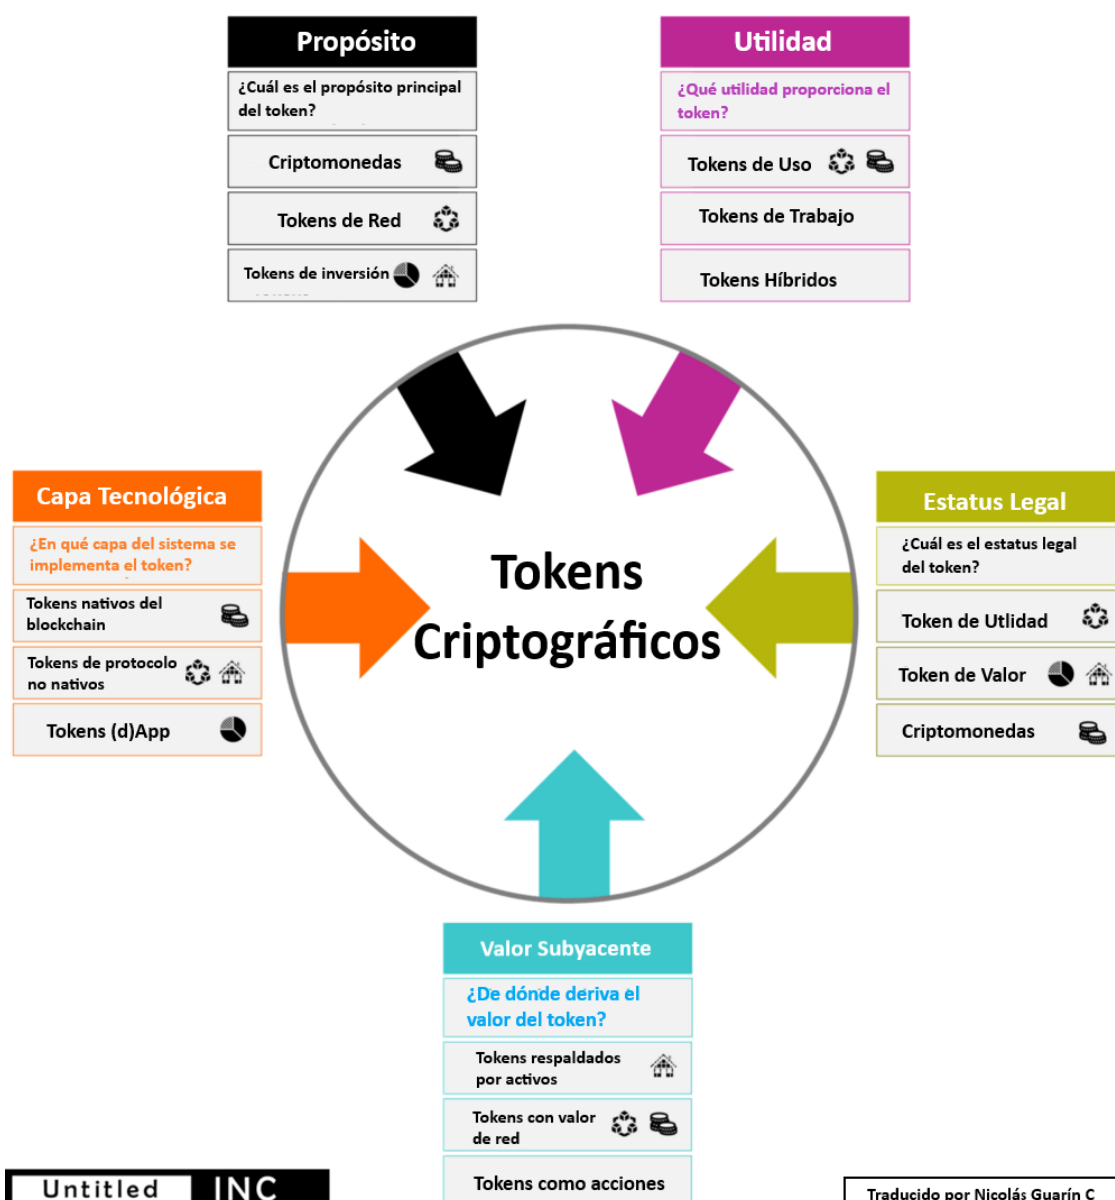 Propósito
¿Cuál es el propósito principal
del token?
Criptomonedas
Tokens de Red
Tokens de inversión
Utilidad
¿Qué utilidad proporciona el
token?
Tokens de Uso
Tokens de Trabajo
Tokens Híbridos
Capa Tecnológica
¿En qué capa del sistema se
implementa el token?
Tokens nativos del
blockchain
Tokens de protocolo
no nativos
Tokens (d)App
Tokens
Criptográficos
Estatus Legal
¿Cuál es el estatus legal
del token?
Token de Utlidad
Token de Valor
Criptomonedas
Valor Subyacente
¿De dónde deriva el
valor del token?
Tokens respaldados
por activos
Tokens con valor
de red
Tokens como acciones
Untitled INC
Traducido por Nicolás Guarín C